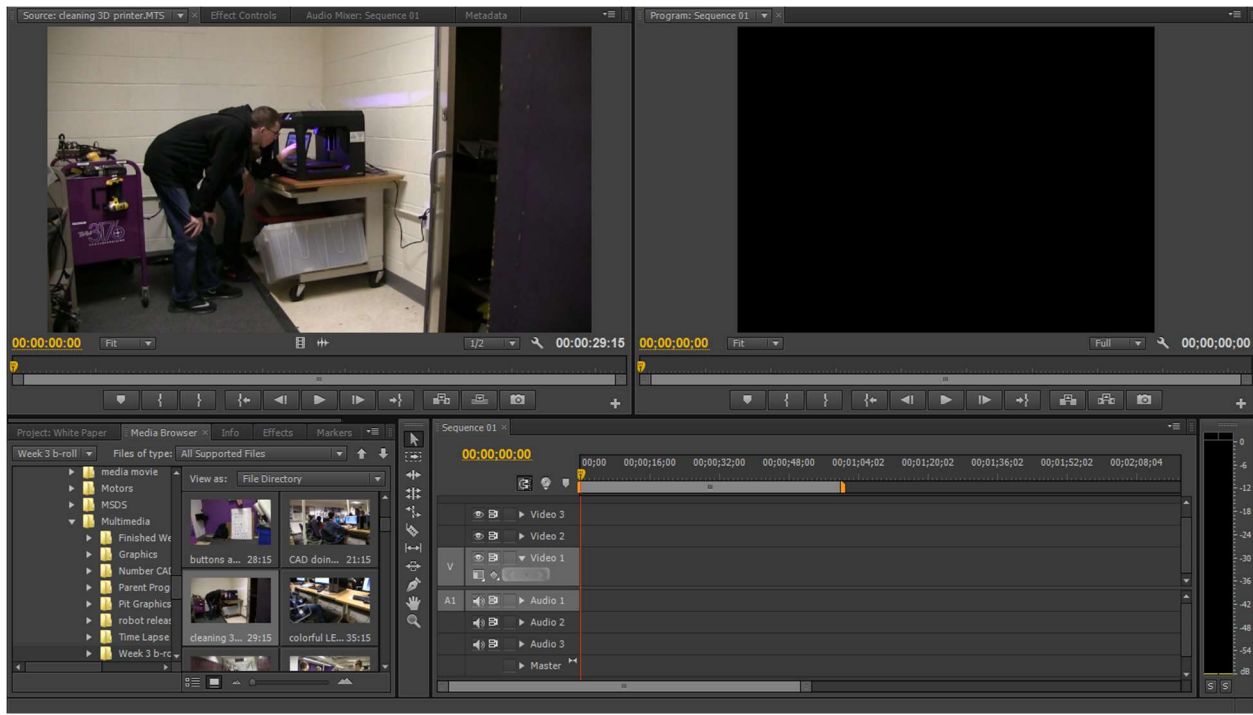 Source: cleaning 3D printer.MTS
Effect Controls
Audio Mixer: Sequence 01
Metadata
Program: Sequence 01
00:00:00:00
Fit
1/2
00:00:29:15
00;00;00;00
Fit
Full
00;00;00;00
Project: White Paper
Media Browser
Info
Effects
Markers
Week 3 b-roll
Files of type:
All Supported Files
View as:
File Directory
media movie
Motors
MSDS
Multimedia
Finished We
Graphics
Number CAD
Parent Prog
Pit Graphics
robot releas
Time Lapse
Week 3 b-ro
buttons a... 28:15
CAD doin... 21:15
cleaning 3... 29:15
colorful LE... 35:15
Sequence 01
00;00;00;00
00;00 00;00;16;00 00;00;32;00 00;00;48;00 00;01;04;02 00;01;20;02 00;01;36;02 00;01;52;02 00;02;08;04
Video 3
Video 2
V
Video 1
A1
Audio 1
Audio 2
Audio 3
Master
0
-6
-12
-18
-24
-30
-36
-42
-48
-54
dB
S S